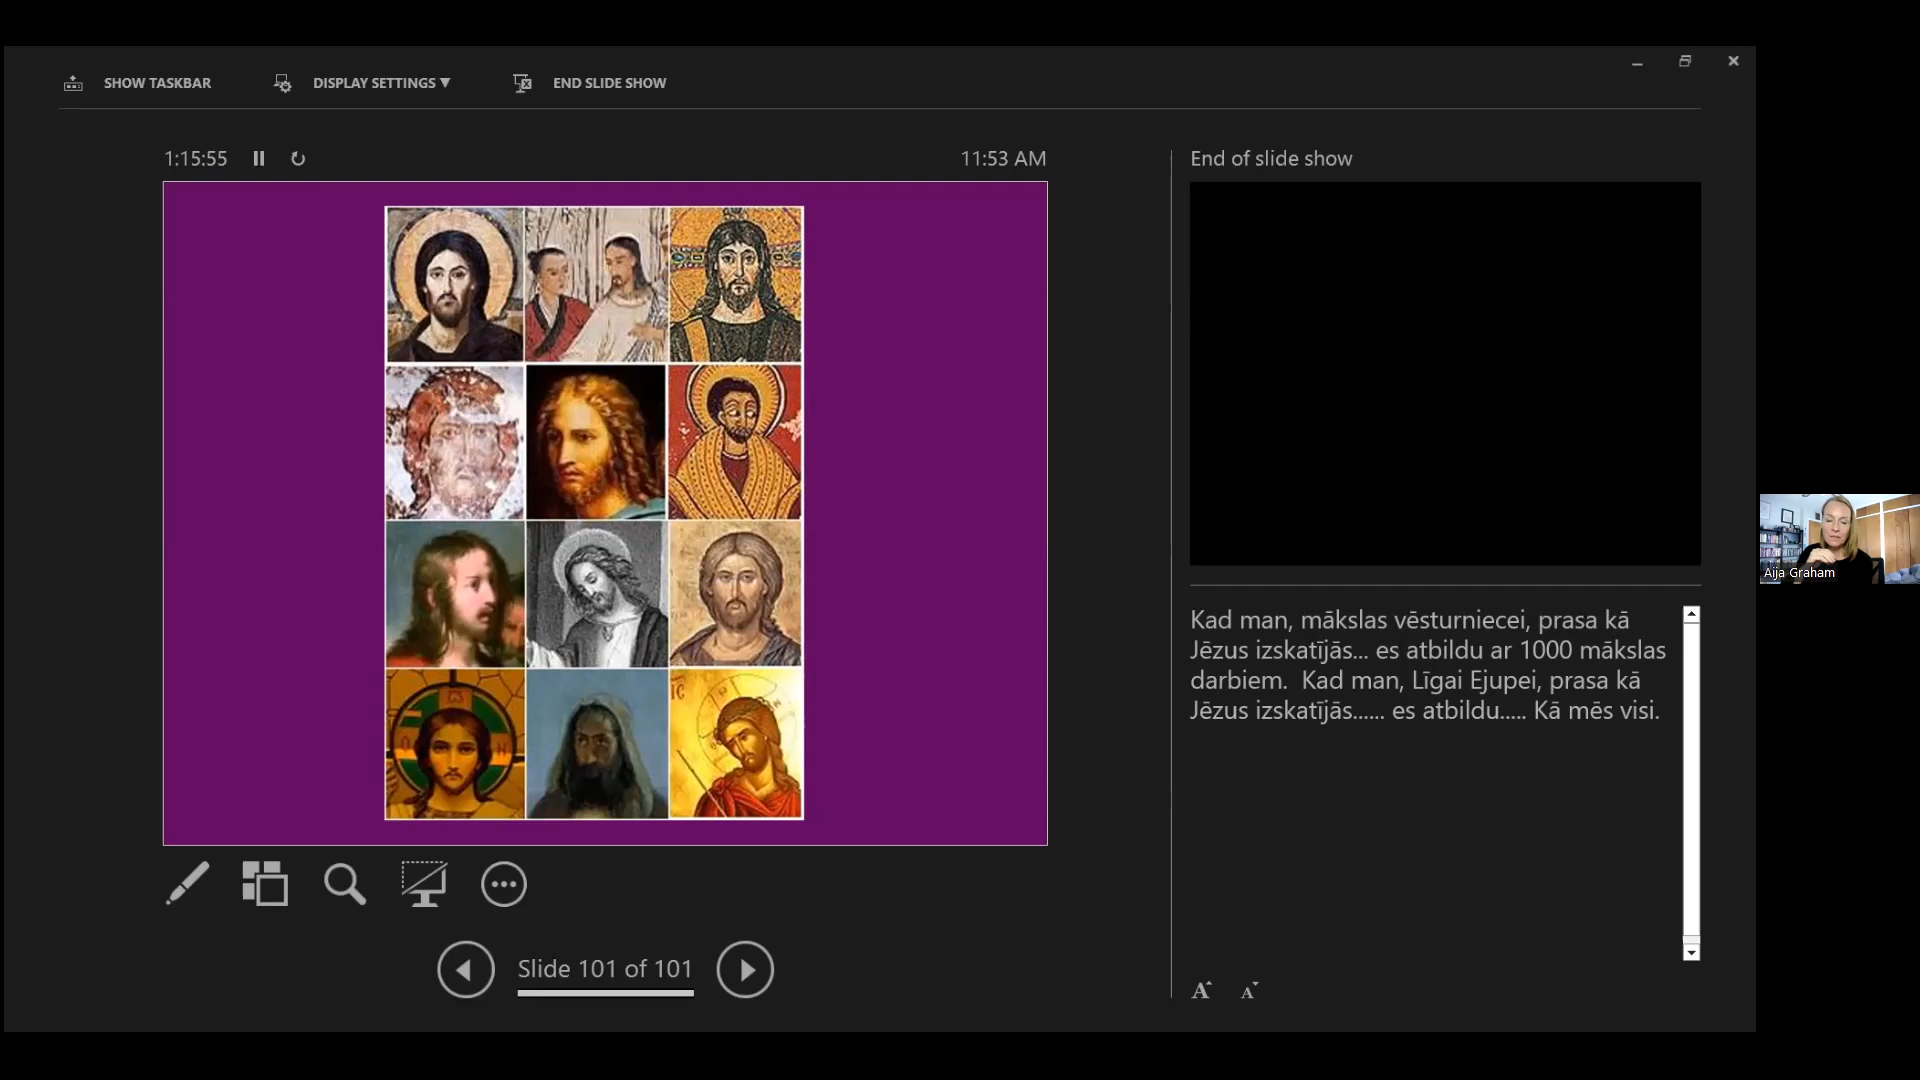 SHOW TASKBAR
DISPLAY SETTINGS ▼
END SLIDE SHOW
1:15:55
11:53 AM
End of slide show
Kad man, mākslas vēsturniecei, prasa kā
Jēzus izskatījās... es atbildu ar 1000 mākslas
darbiem.  Kad man, Līgai Ejupei, prasa kā
Jēzus izskatījās...... es atbildu..... Kā mēs visi.
Aija Graham
Slide 101 of 101
A
A